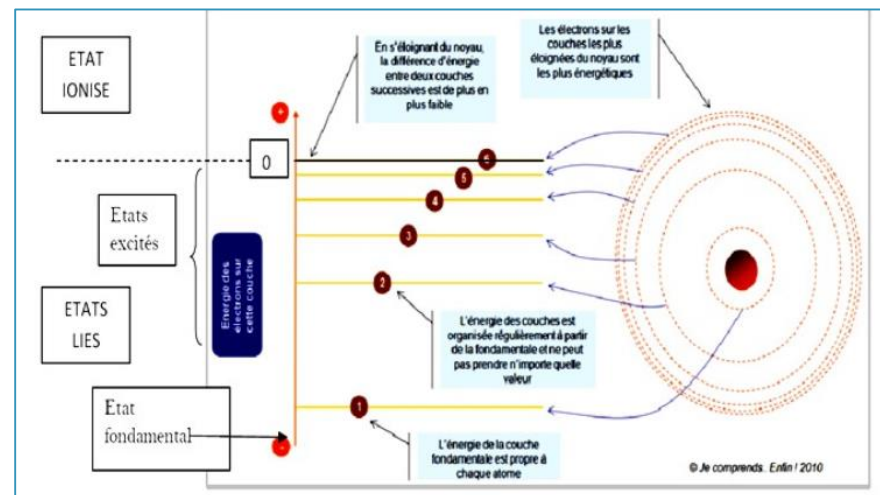 ETAT
IONISE
En s'éloignant du noyau,
la différence d'énergie
entre deux couches
successives est de plus en
plus faible
Les électrons sur les
couches les plus
éloignées du noyau sont
les plus énergétiques
+
0
6
5
4
3
2
1
Etats
excités
Energie des
électrons sur
cette couche
ETATS
LIES
L'énergie des couches est
organisée régulièrement à partir
de la fondamentale et ne peut
pas prendre n'importe quelle
valeur
Etat
fondamental
-
L'énergie de la couche
fondamentale est propre à
chaque atome
© Je comprends. Enfin ! 2010